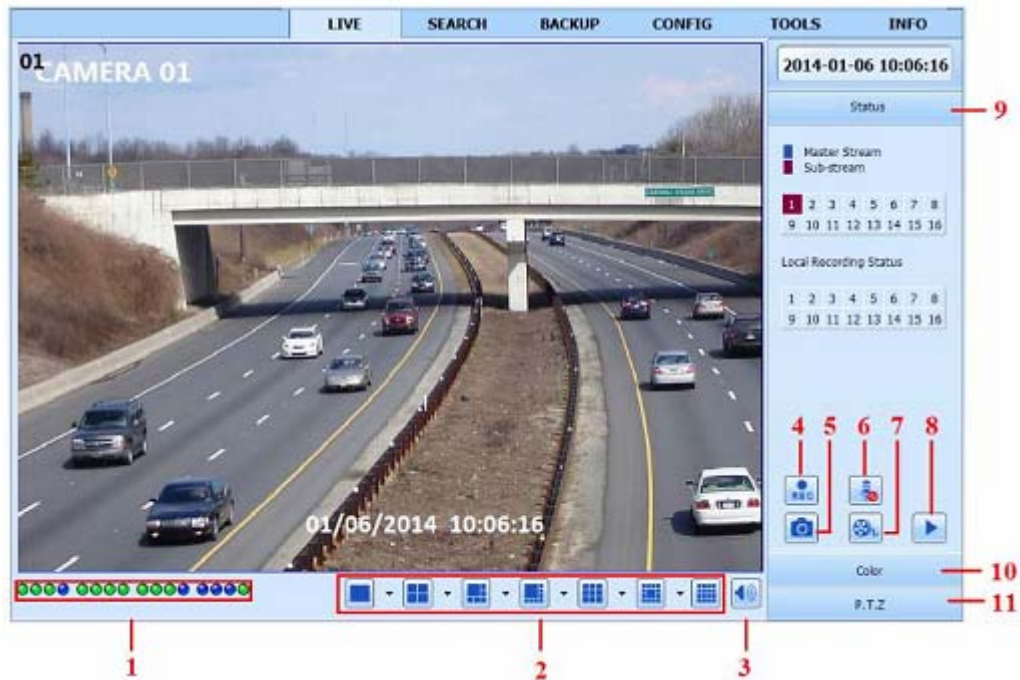 LIVE SEARCH BACKUP CONFIG TOOLS INFO
01
CAMERA 01
2014-01-06 10:06:16
Status
9
Master Stream
Sub-stream
1 2 3 4 5 6 7 8
9 10 11 12 13 14 15 16
Local Recording Status
1 2 3 4 5 6 7 8
9 10 11 12 13 14 15 16
4 5 6 7 8
REC
01/06/2014 10:06:16
Color
10
P.T.Z
11
1 2 3